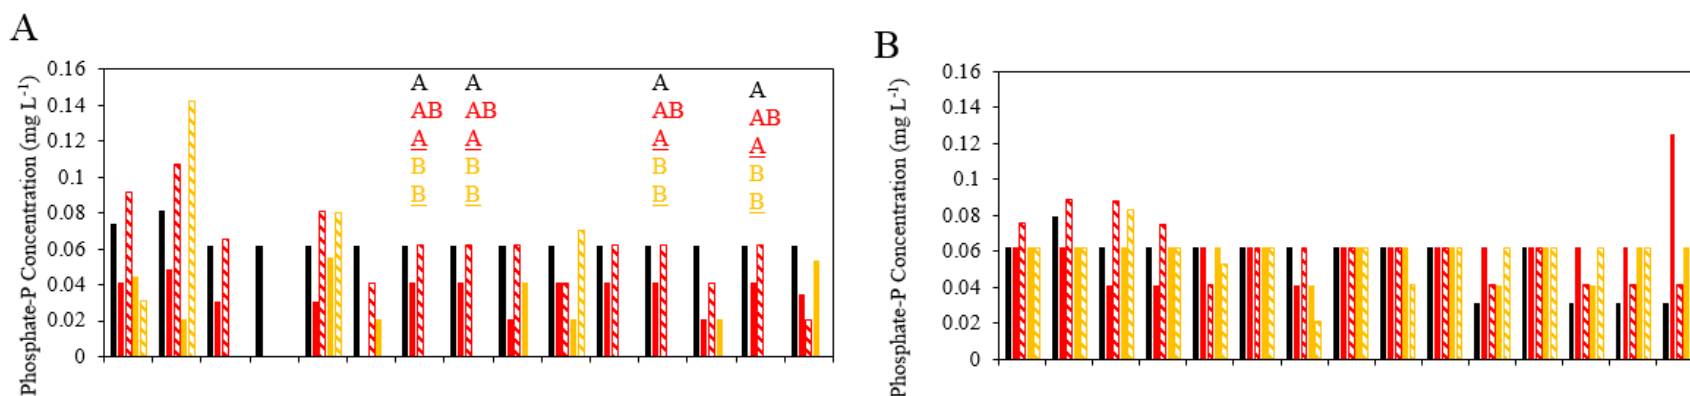 A
Phosphate-P Concentration (mg L⁻¹)
0.16
0.14
0.12
0.1
0.08
0.06
0.04
0.02
0
A
AB
A
B
B
A
AB
A
B
B
A
AB
A
B
B
A
AB
A
B
B
B
Phosphate-P Concentration (mg L⁻¹)
0.16
0.14
0.12
0.1
0.08
0.06
0.04
0.02
0